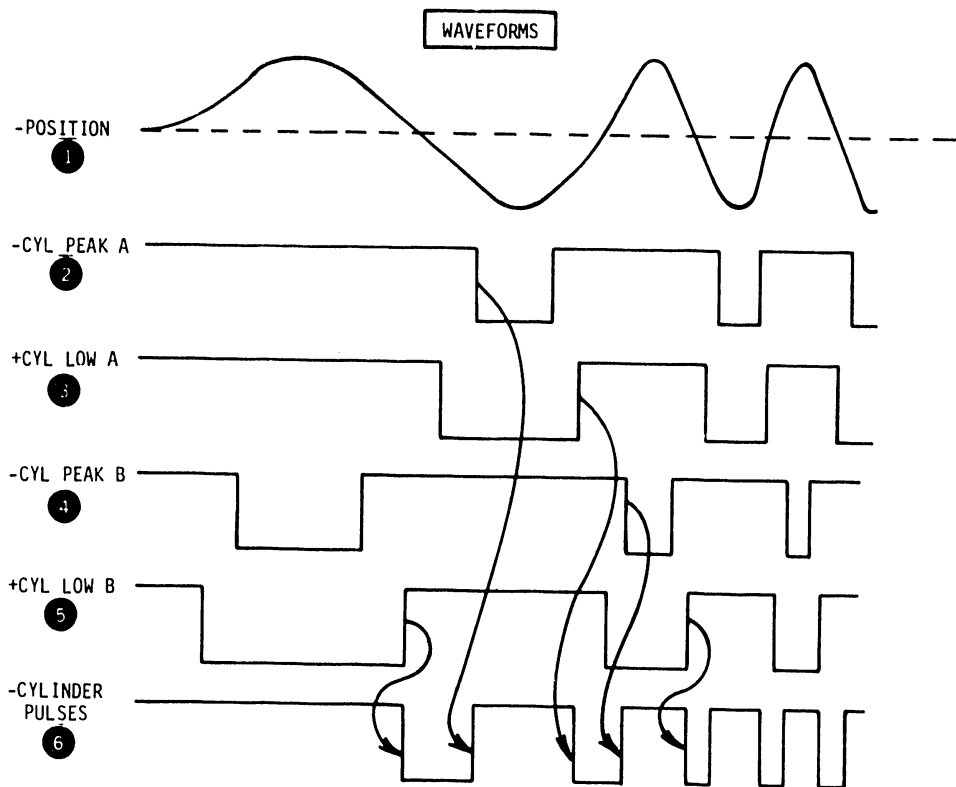 WAVEFORMS
-POSITION
1
-CYL PEAK A
2
+CYL LOW A
3
-CYL PEAK B
4
+CYL LOW B
5
-CYLINDER
PULSES
6